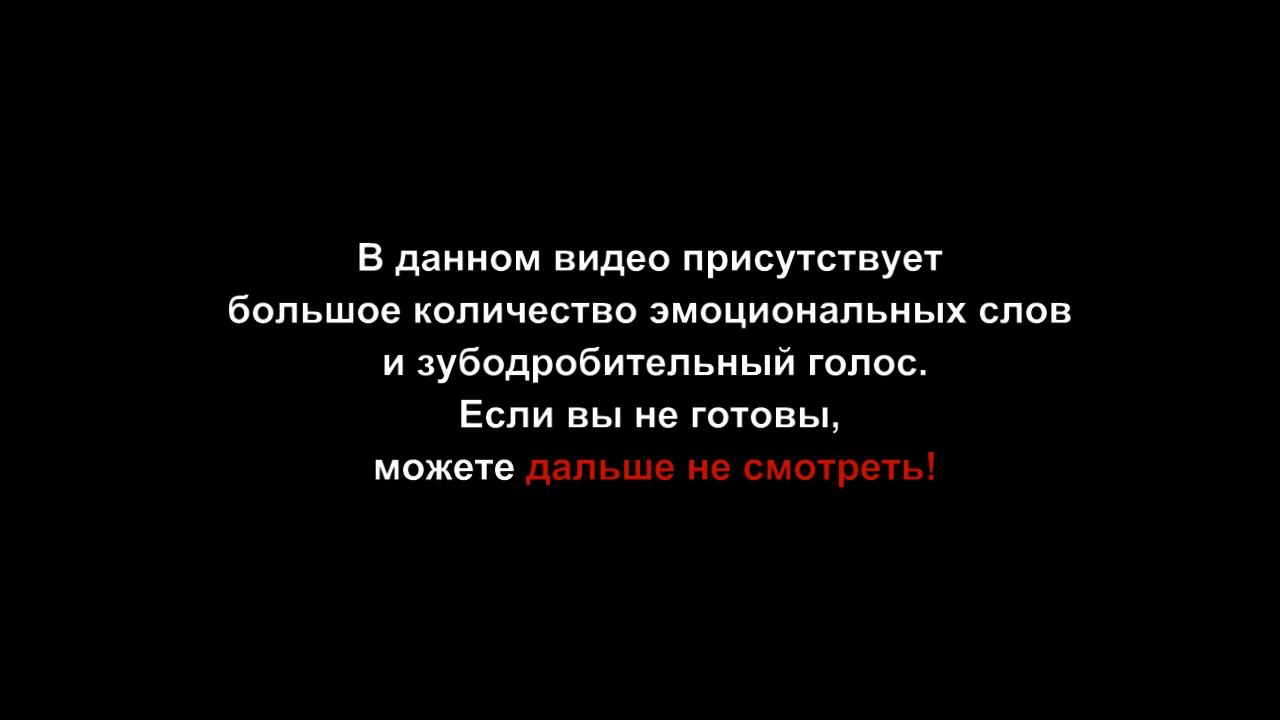 В данном видео присутствует
большое количество эмоциональных слов
и зубодробительный голос.
Если вы не готовы,
можете дальше не смотреть!